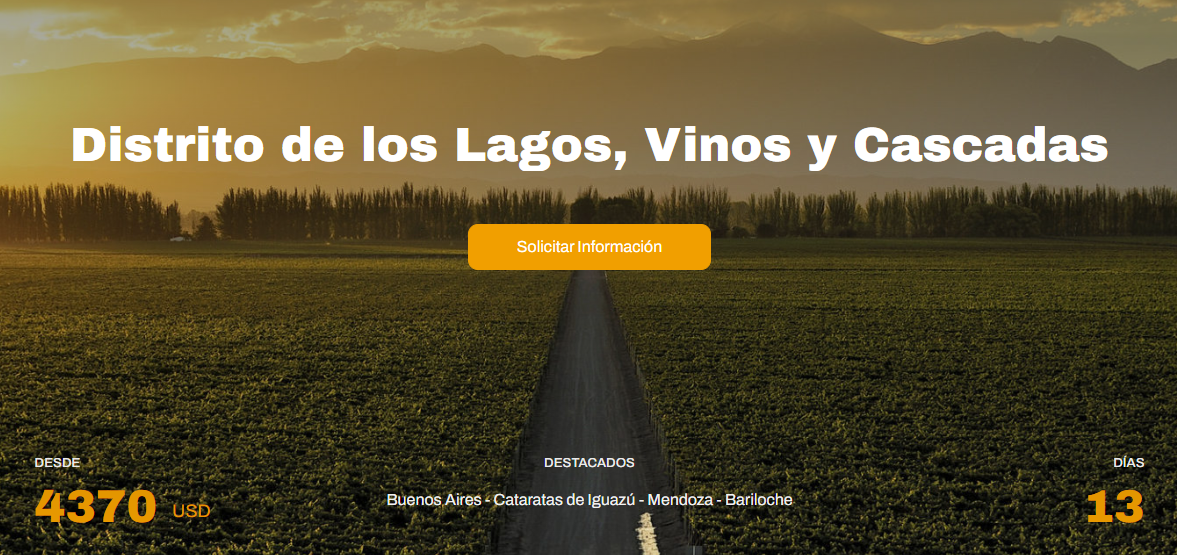 Distrito de los Lagos, Vinos y Cascadas
Solicitar Información
DESDE
4370 USD
DESTACADOS
Buenos Aires - Cataratas de Iguazú - Mendoza - Bariloche
DÍAS
13